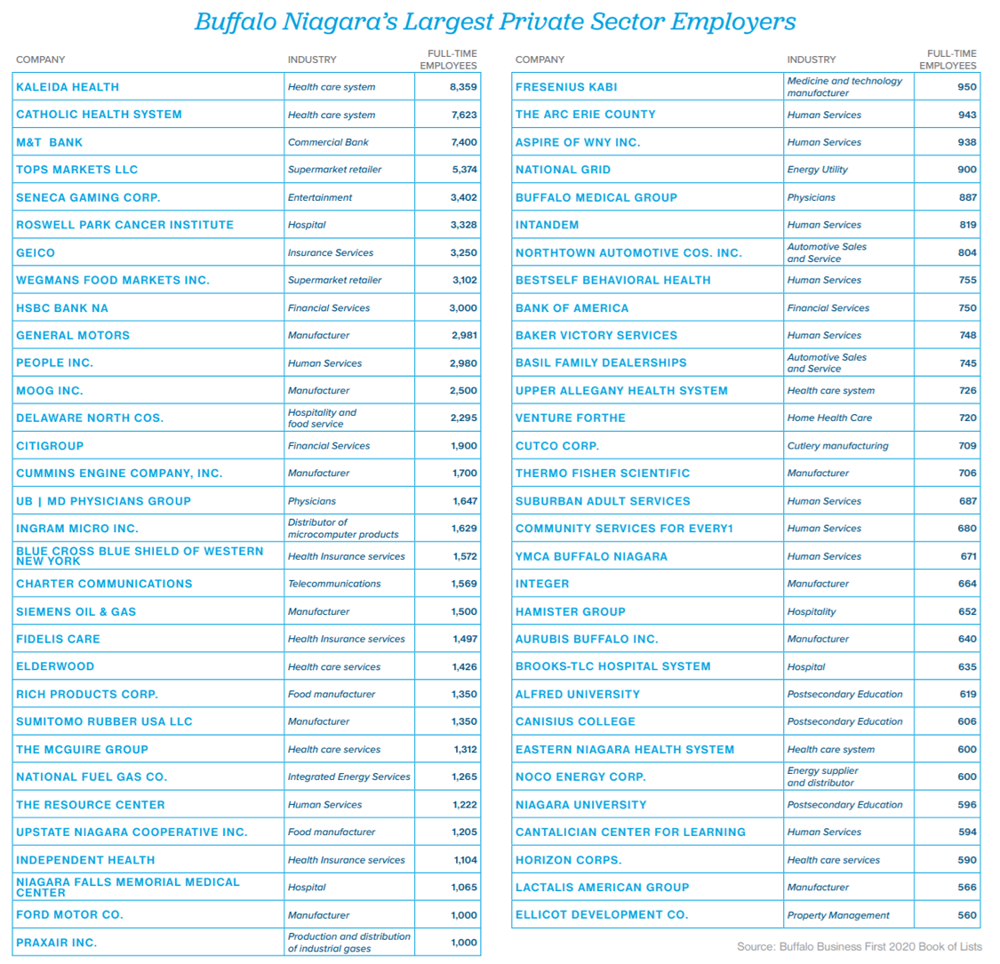 Buffalo Niagara's Largest Private Sector Employers
COMPANY INDUSTRY FULL-TIME EMPLOYEES
KALEIDA HEALTH Health care system 8,359
CATHOLIC HEALTH SYSTEM Health care system 7,623
M&T BANK Commercial Bank 7,400
TOPS MARKETS LLC Supermarket retailer 5,374
SENECA GAMING CORP. Entertainment 3,402
ROSWELL PARK CANCER INSTITUTE Hospital 3,328
GEICO Insurance Services 3,250
WEGMANS FOOD MARKETS INC. Supermarket retailer 3,102
HSBC BANK NA Financial Services 3,000
GENERAL MOTORS Manufacturer 2,981
PEOPLE INC. Human Services 2,980
MOOG INC. Manufacturer 2,500
DELAWARE NORTH COS. Hospitality and food service 2,295
CITIGROUP Financial Services 1,900
CUMMINS ENGINE COMPANY, INC. Manufacturer 1,700
UB | MD PHYSICIANS GROUP Physicians 1,647
INGRAM MICRO INC. Distributor of microcomputer products 1,629
BLUE CROSS BLUE SHIELD OF WESTERN NEW YORK Health Insurance services 1,572
CHARTER COMMUNICATIONS Telecommunications 1,569
SIEMENS OIL & GAS Manufacturer 1,500
FIDELIS CARE Health Insurance services 1,497
ELDERWOOD Health care services 1,426
RICH PRODUCTS CORP. Food manufacturer 1,350
SUMITOMO RUBBER USA LLC Manufacturer 1,350
THE MCGUIRE GROUP Health care services 1,312
NATIONAL FUEL GAS CO. Integrated Energy Services 1,265
THE RESOURCE CENTER Human Services 1,222
UPSTATE NIAGARA COOPERATIVE INC. Food manufacturer 1,205
INDEPENDENT HEALTH Health Insurance services 1,104
NIAGARA FALLS MEMORIAL MEDICAL CENTER Hospital 1,065
FORD MOTOR CO. Manufacturer 1,000
PRAXAIR INC. Production and distribution of industrial gases 1,000
COMPANY INDUSTRY FULL-TIME EMPLOYEES
FRESENIUS KABI Medicine and technology manufacturer 950
THE ARC ERIE COUNTY Human Services 943
ASPIRE OF WNY INC. Human Services 938
NATIONAL GRID Energy Utility 900
BUFFALO MEDICAL GROUP Physicians 887
INTANDEM Human Services 819
NORTHTOWN AUTOMOTIVE COS. INC. Automotive Sales and Service 804
BESTSELF BEHAVIORAL HEALTH Human Services 755
BANK OF AMERICA Financial Services 750
BAKER VICTORY SERVICES Human Services 748
BASIL FAMILY DEALERSHIPS Automotive Sales and Service 745
UPPER ALLEGANY HEALTH SYSTEM Health care system 726
VENTURE FORTHE Home Health Care 720
CUTCO CORP. Cutlery manufacturing 709
THERMO FISHER SCIENTIFIC Manufacturer 706
SUBURBAN ADULT SERVICES Human Services 687
COMMUNITY SERVICES FOR EVERY1 Human Services 680
YMCA BUFFALO NIAGARA Human Services 671
INTEGER Manufacturer 664
HAMISTER GROUP Hospitality 652
AURUBIS BUFFALO INC. Manufacturer 640
BROOKS-TLC HOSPITAL SYSTEM Hospital 635
ALFRED UNIVERSITY Postsecondary Education 619
CANISIUS COLLEGE Postsecondary Education 606
EASTERN NIAGARA HEALTH SYSTEM Health care system 600
NOCO ENERGY CORP. Energy supplier and distributor 600
NIAGARA UNIVERSITY Postsecondary Education 596
CANTALICIAN CENTER FOR LEARNING Human Services 594
HORIZON CORPS. Health care services 590
LACTALIS AMERICAN GROUP Manufacturer 566
ELLICOT DEVELOPMENT CO. Property Management 560
Source: Buffalo Business First 2020 Book of Lists